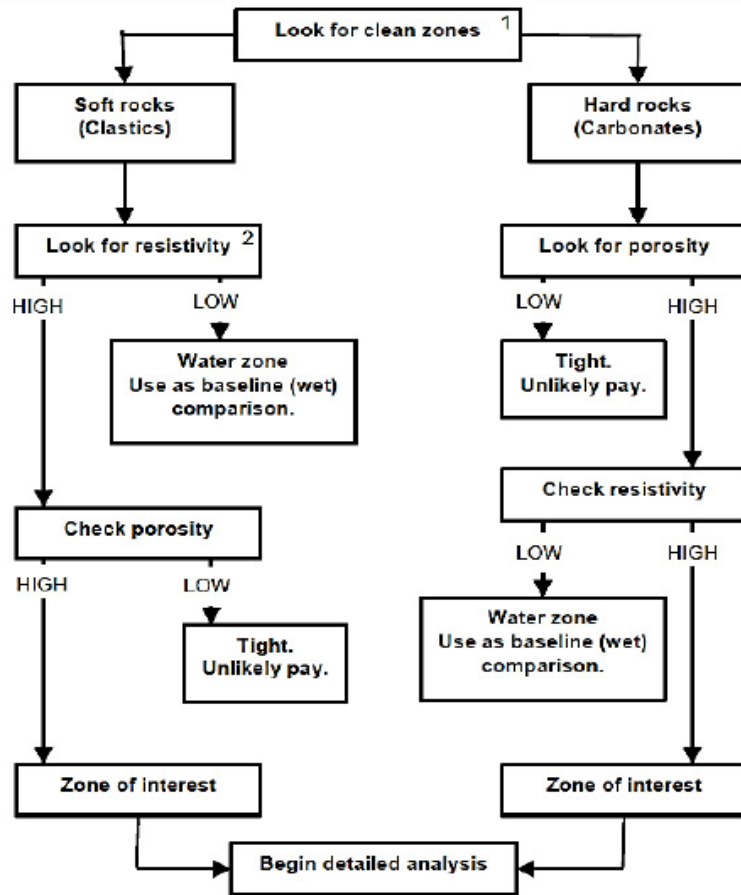 Look for clean zones 1
Soft rocks
(Clastics)
Hard rocks
(Carbonates)
Look for resistivity 2
Look for porosity
HIGH
LOW
LOW
HIGH
Water zone
Use as baseline (wet)
comparison.
Tight.
Unlikely pay.
Check porosity
Check resistivity
HIGH
LOW
LOW
HIGH
Tight.
Unlikely pay.
Water zone
Use as baseline (wet)
comparison.
Zone of interest
Zone of interest
Begin detailed analysis